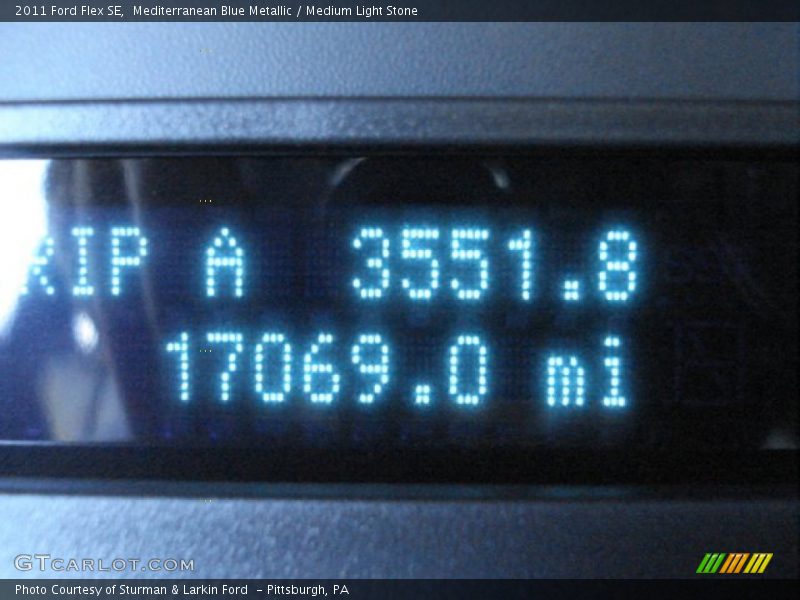 2011 Ford Flex SE, Mediterranean Blue Metallic / Medium Light Stone
TRIP A 3551.8
17069.0 mi
GTCARLOT.COM
Photo Courtesy of Sturman & Larkin Ford - Pittsburgh, PA